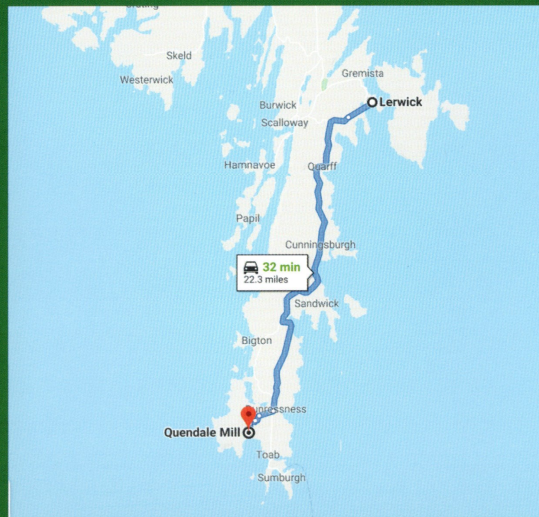 Skeld
Westerwick
Gremista
Burwick
Lerwick
Scalloway
Hamnavoe
Quarff
Papil
Cunningsburgh
32 min
22.3 miles
Sandwick
Bigton
Quendale Mill
Toab
Sumburgh